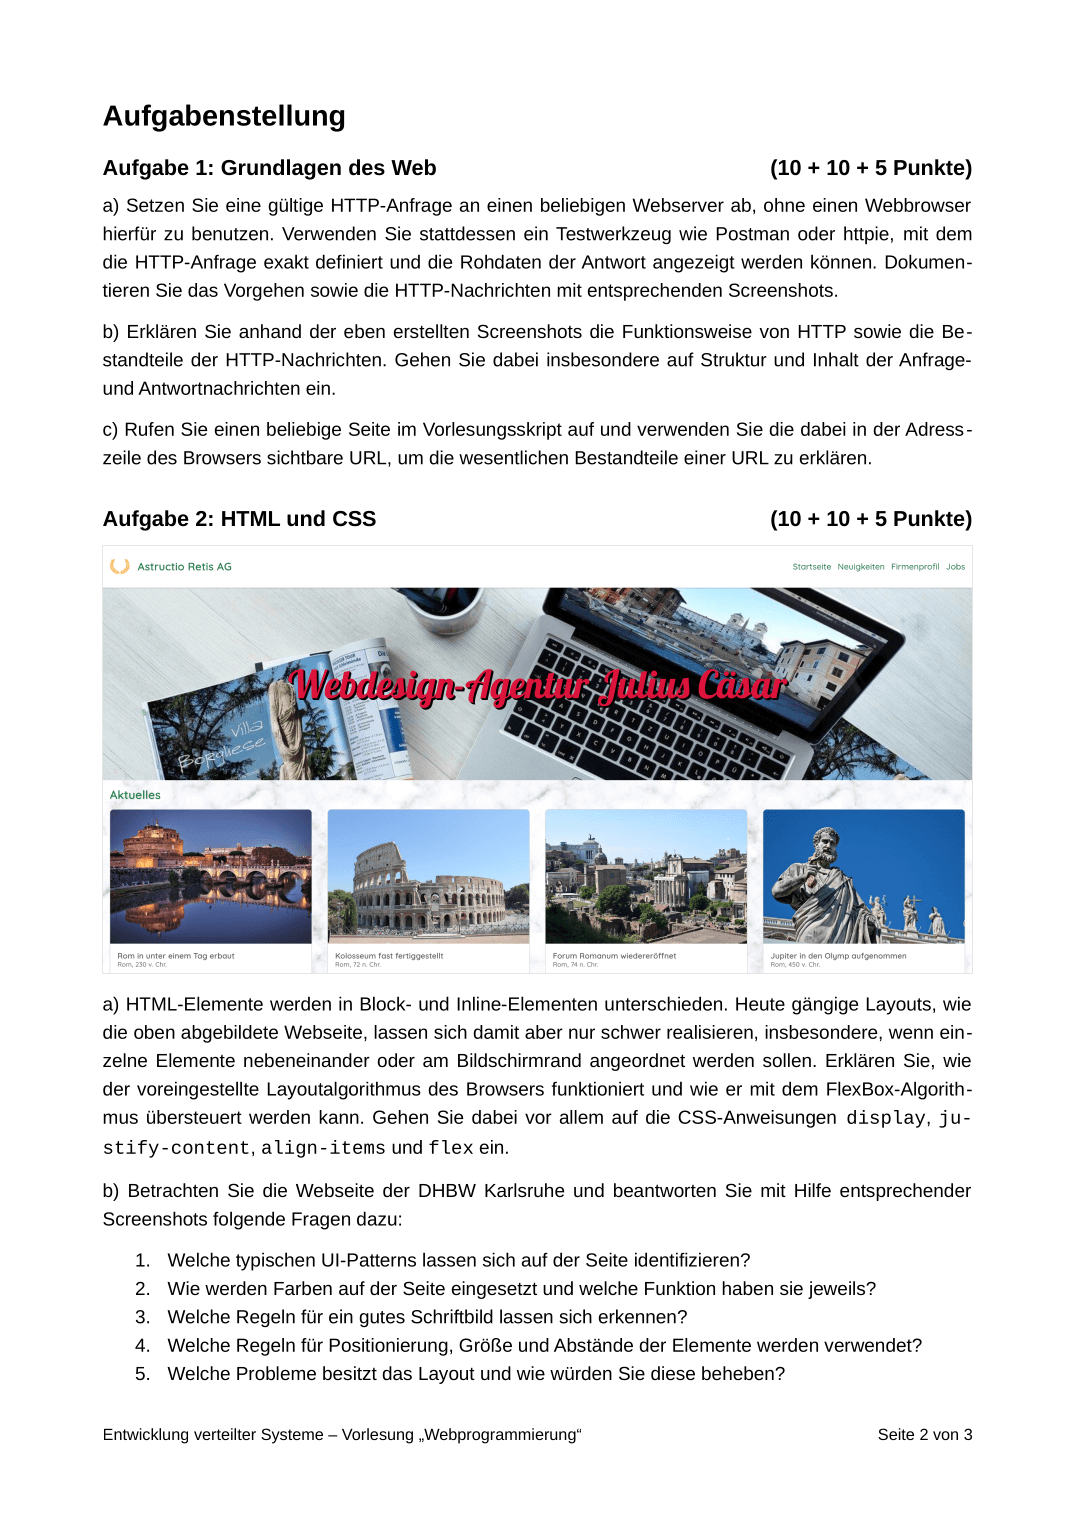 Aufgabenstellung
Aufgabe 1: Grundlagen des Web (10 + 10 + 5 Punkte)
a) Setzen Sie eine gültige HTTP-Anfrage an einen beliebigen Webserver ab, ohne einen Webbrowser
hierfür zu benutzen. Verwenden Sie stattdessen ein Testwerkzeug wie Postman oder httpie, mit dem
die HTTP-Anfrage exakt definiert und die Rohdaten der Antwort angezeigt werden können. Dokumen-
tieren Sie das Vorgehen sowie die HTTP-Nachrichten mit entsprechenden Screenshots.
b) Erklären Sie anhand der eben erstellten Screenshots die Funktionsweise von HTTP sowie die Be-
standteile der HTTP-Nachrichten. Gehen Sie dabei insbesondere auf Struktur und Inhalt der Anfrage-
und Antwortnachrichten ein.
c) Rufen Sie einen beliebige Seite im Vorlesungsskript auf und verwenden Sie die dabei in der Adress-
zeile des Browsers sichtbare URL, um die wesentlichen Bestandteile einer URL zu erklären.
Aufgabe 2: HTML und CSS (10 + 10 + 5 Punkte)
Astructio Retis AG Startseite Neuigkeiten Firmenprofil Jobs
Webdesign-Agentur Julius Cäsar
Villa
Borghese
Aktuelles
Rom in unter einem Tag erbaut
Rom, 230 v. Chr.
Kolosseum fast fertiggestellt
Rom, 72 n. Chr.
Forum Romanum wiedereröffnet
Rom, 74 n. Chr.
Jupiter in den Olymp aufgenommen
Rom, 450 v. Chr.
a) HTML-Elemente werden in Block- und Inline-Elementen unterschieden. Heute gängige Layouts, wie
die oben abgebildete Webseite, lassen sich damit aber nur schwer realisieren, insbesondere, wenn ein-
zelne Elemente nebeneinander oder am Bildschirmrand angeordnet werden sollen. Erklären Sie, wie
der voreingestellte Layoutalgorithmus des Browsers funktioniert und wie er mit dem FlexBox-Algorith-
mus übersteuert werden kann. Gehen Sie dabei vor allem auf die CSS-Anweisungen display, ju-
stify-content, align-items und flex ein.
b) Betrachten Sie die Webseite der DHBW Karlsruhe und beantworten Sie mit Hilfe entsprechender
Screenshots folgende Fragen dazu:
1. Welche typischen UI-Patterns lassen sich auf der Seite identifizieren?
2. Wie werden Farben auf der Seite eingesetzt und welche Funktion haben sie jeweils?
3. Welche Regeln für ein gutes Schriftbild lassen sich erkennen?
4. Welche Regeln für Positionierung, Größe und Abstände der Elemente werden verwendet?
5. Welche Probleme besitzt das Layout und wie würden Sie diese beheben?
Entwicklung verteilter Systeme – Vorlesung „Webprogrammierung“ Seite 2 von 3